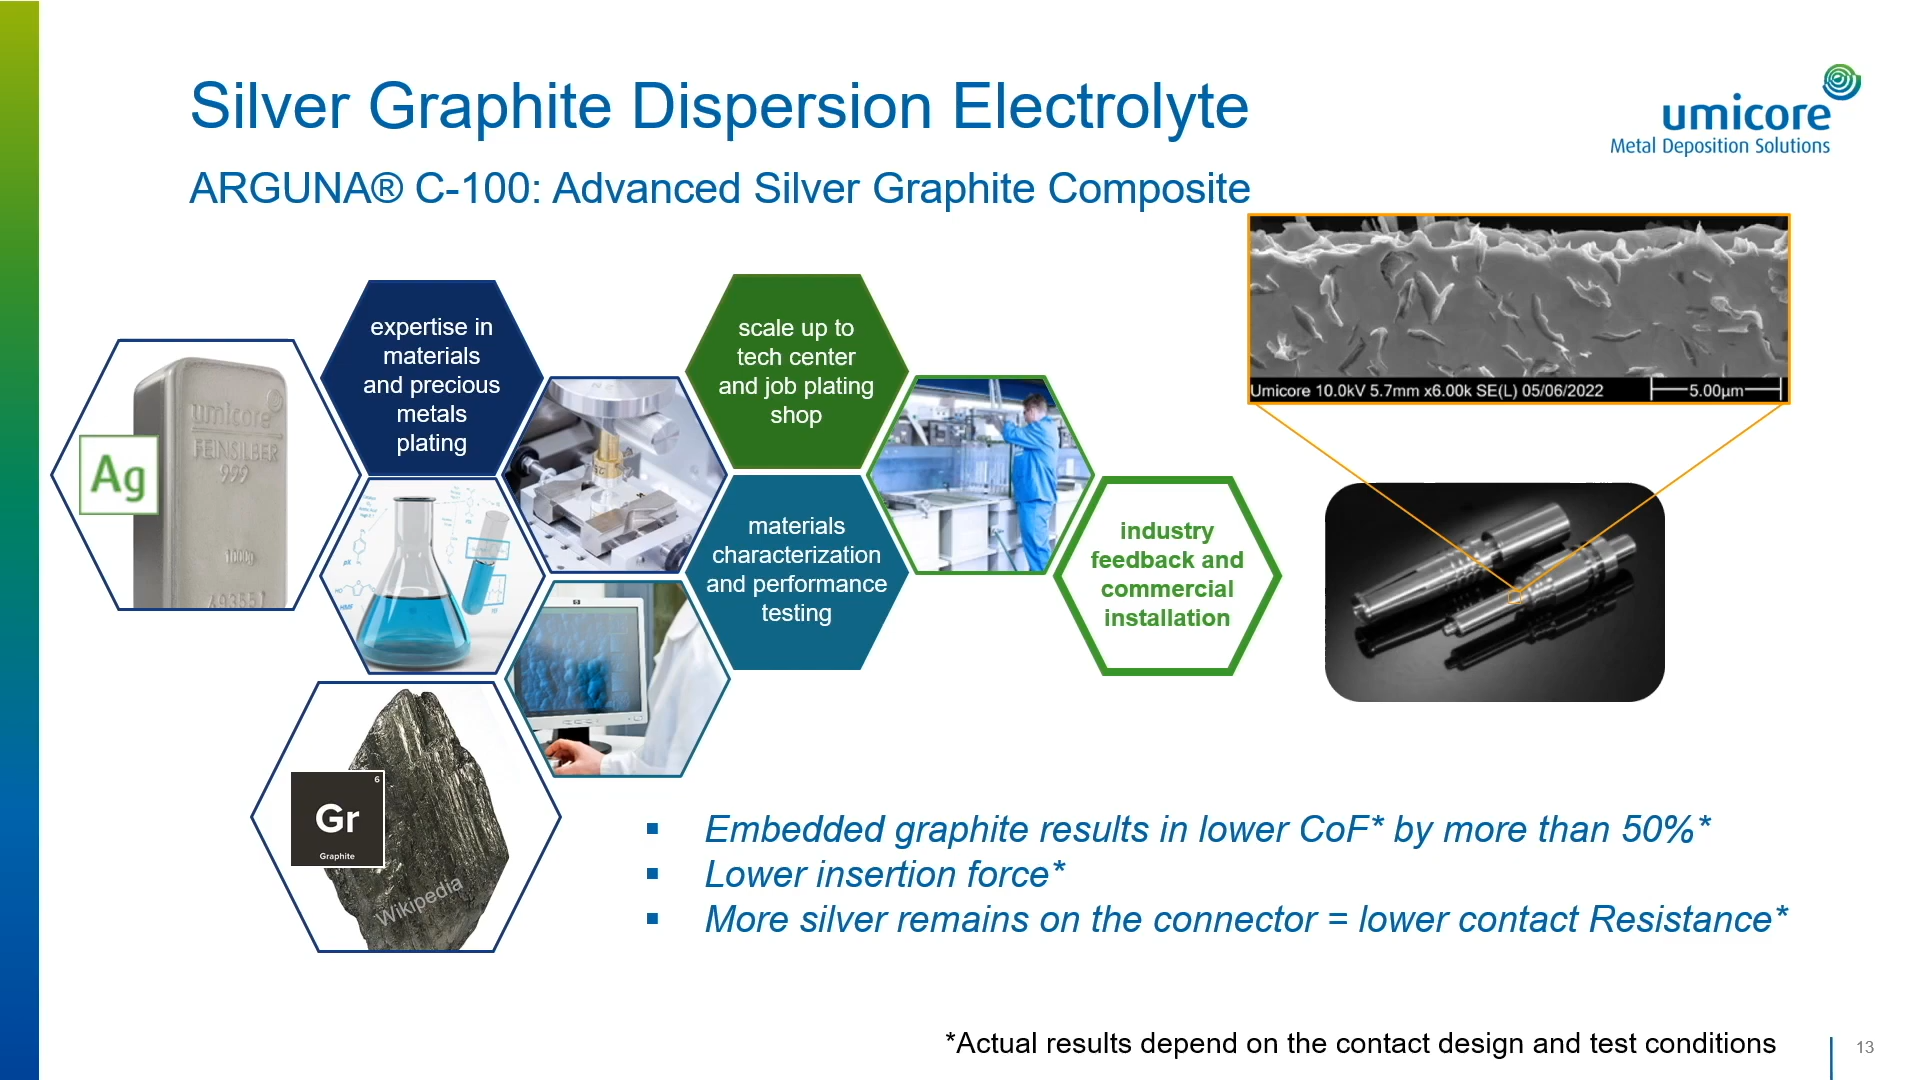 Silver Graphite Dispersion Electrolyte
umicore
Metal Deposition Solutions
ARGUNA® C-100: Advanced Silver Graphite Composite
Umicore 10.0kV 5.7mm x6.00k SE(L) 05/06/2022
5.00µm
expertise in
materials
and precious
metals
plating
scale up to
tech center
and job plating
shop
umicore
FEINSILBER
999
1000g
Ag
materials
characterization
and performance
testing
industry
feedback and
commercial
installation
HMF
6
Gr
Graphite
Wikipedia
▪ Embedded graphite results in lower CoF* by more than 50%*
▪ Lower insertion force*
▪ More silver remains on the connector = lower contact Resistance*
*Actual results depend on the contact design and test conditions
13